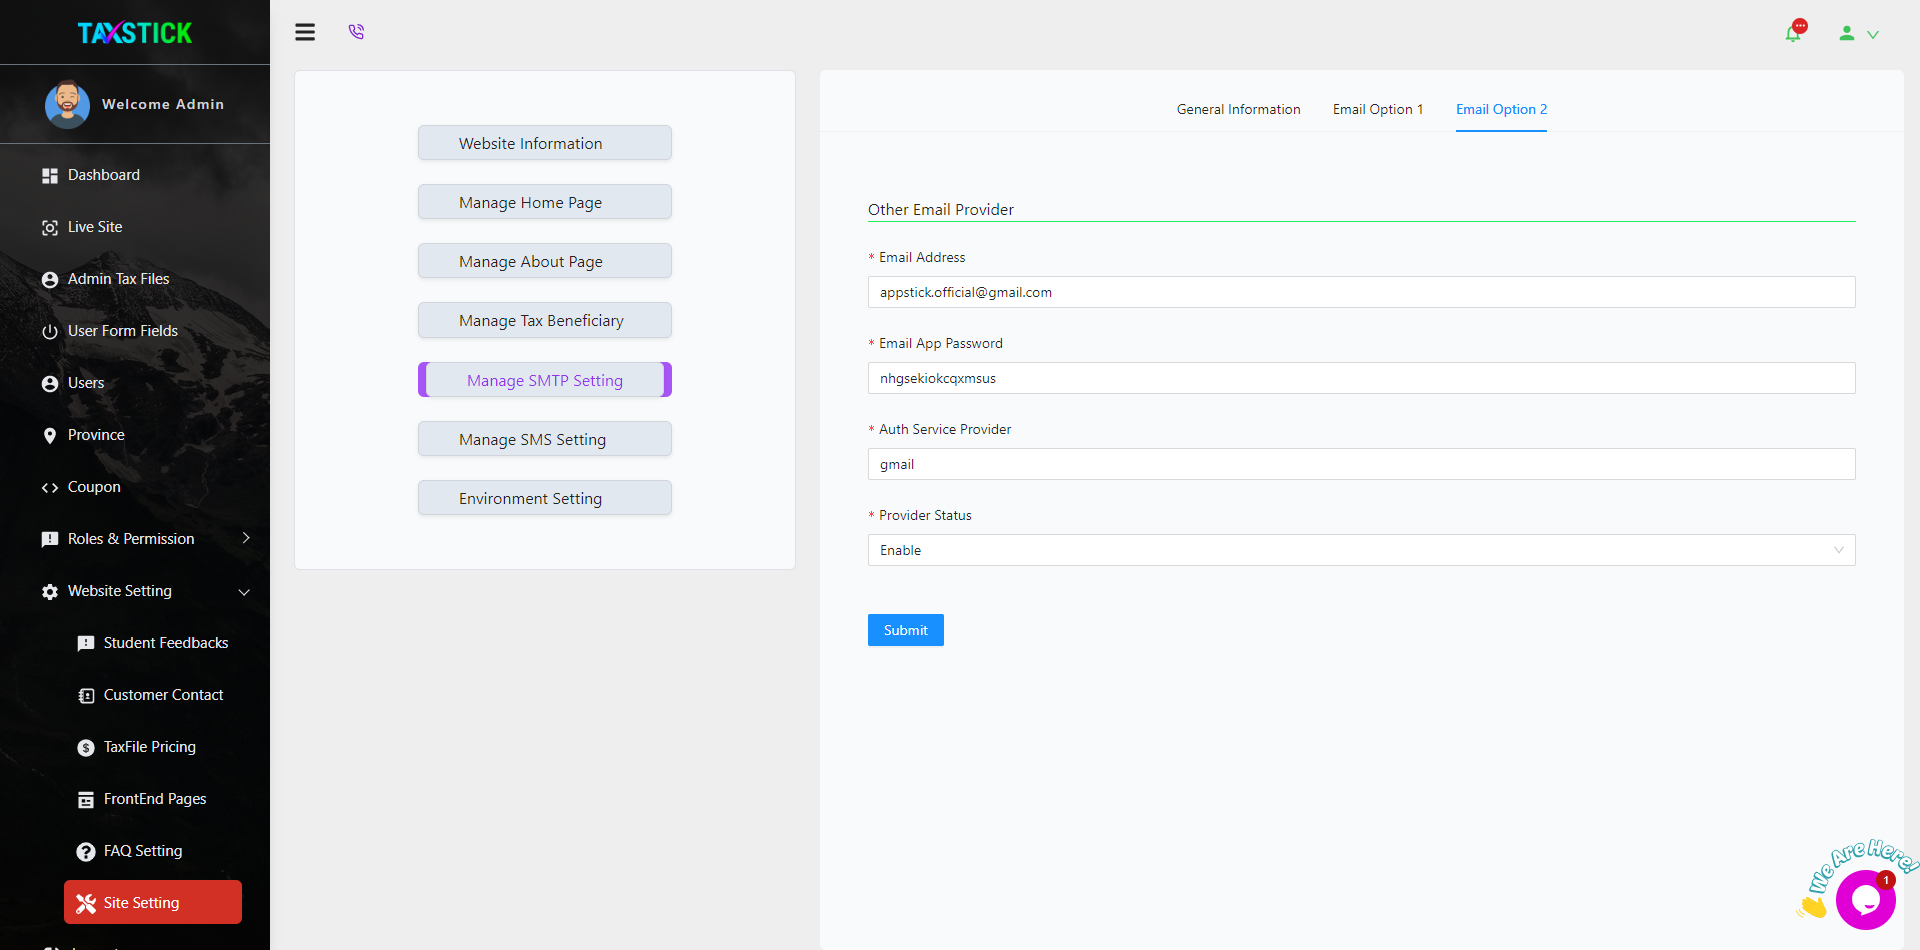 TAXSTICK
Welcome Admin
Dashboard
Live Site
Admin Tax Files
User Form Fields
Users
Province
Coupon
Roles & Permission
Website Setting
Student Feedbacks
Customer Contact
TaxFile Pricing
FrontEnd Pages
FAQ Setting
Site Setting
Website Information
Manage Home Page
Manage About Page
Manage Tax Beneficiary
Manage SMTP Setting
Manage SMS Setting
Environment Setting
General Information
Email Option 1
Email Option 2
Other Email Provider
* Email Address
appstick.official@gmail.com
* Email App Password
nhgsekiokcqxmsus
* Auth Service Provider
gmail
* Provider Status
Enable
Submit
We Are Here!
1